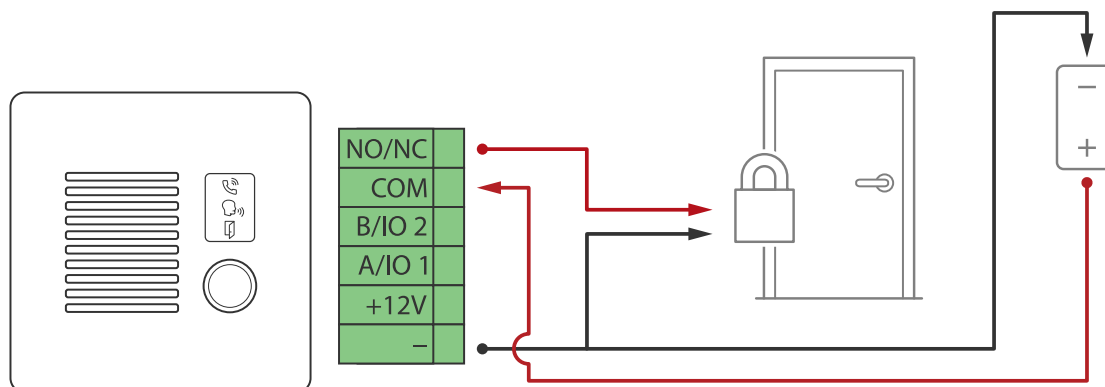 NO/NC
COM
B/IO 2
A/IO 1
+12V
–
−
+